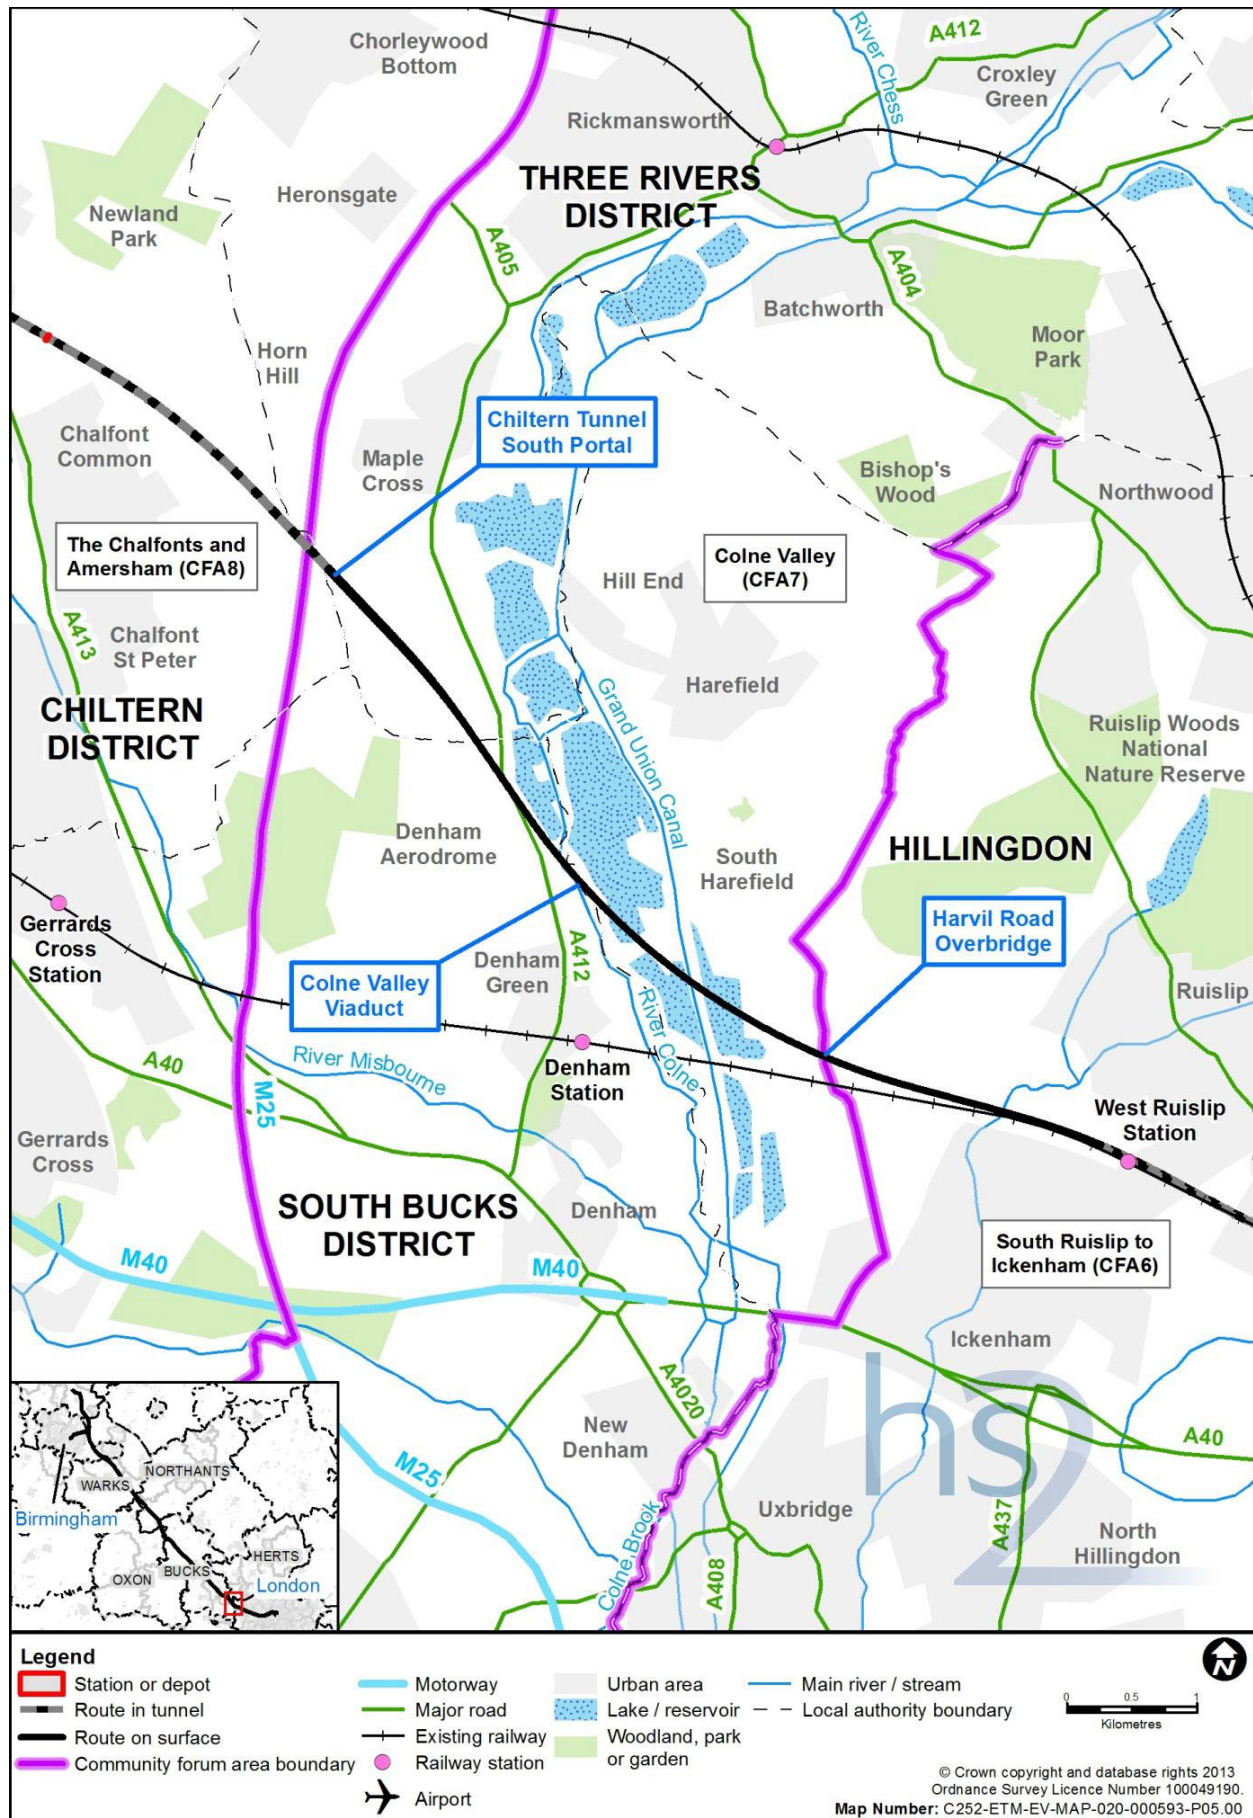 Chorleywood
Bottom
River Chess
A412
Croxley
Green
Rickmansworth
THREE RIVERS
DISTRICT
Heronsgate
Newland
Park
A405
A404
Batchworth
Moor
Park
Horn
Hill
Chiltern Tunnel
South Portal
Chalfont
Common
Maple
Cross
Bishop's
Wood
Northwood
The Chalfonts and
Amersham (CFA8)
Hill End
Colne Valley
(CFA7)
A413
Chalfont
St Peter
Grand Union Canal
Harefield
CHILTERN
DISTRICT
Ruislip Woods
National
Nature Reserve
Denham
Aerodrome
South
Harefield
HILLINGDON
Gerrards
Cross
Station
Harvil Road
Overbridge
A412
Denham
Green
Colne Valley
Viaduct
River Colne
Ruislip
River Misbourne
Denham
Station
A40
M25
West Ruislip
Station
Gerrards
Cross
SOUTH BUCKS
DISTRICT
Denham
South Ruislip to
Ickenham (CFA6)
M40
M40
Ickenham
hs2
A4020
New
Denham
A40
M25
Uxbridge
A437
North
Hillingdon
Colne Brook
A408
NORTHANTS
WARKS
Birmingham
HERTS
BUCKS
OXON
London
Legend
Station or depot
Route in tunnel
Route on surface
Community forum area boundary
Motorway
Major road
Existing railway
Railway station
Airport
Urban area
Lake / reservoir
Woodland, park
or garden
Main river / stream
Local authority boundary
N
0 0.5 1
Kilometres
© Crown copyright and database rights 2013
Ordnance Survey Licence Number 100049190.
Map Number: C252-ETM-EV-MAP-020-000593-P05.00